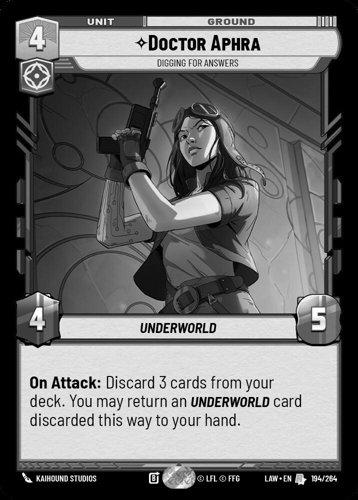 UNIT
GROUND
4
✧DOCTOR APHRA
DIGGING FOR ANSWERS
4
UNDERWORLD
5
On Attack: Discard 3 cards from your
deck. You may return an UNDERWORLD card
discarded this way to your hand.
KAIHOUND STUDIOS
© LFL © FFG
LAW • EN
194/264